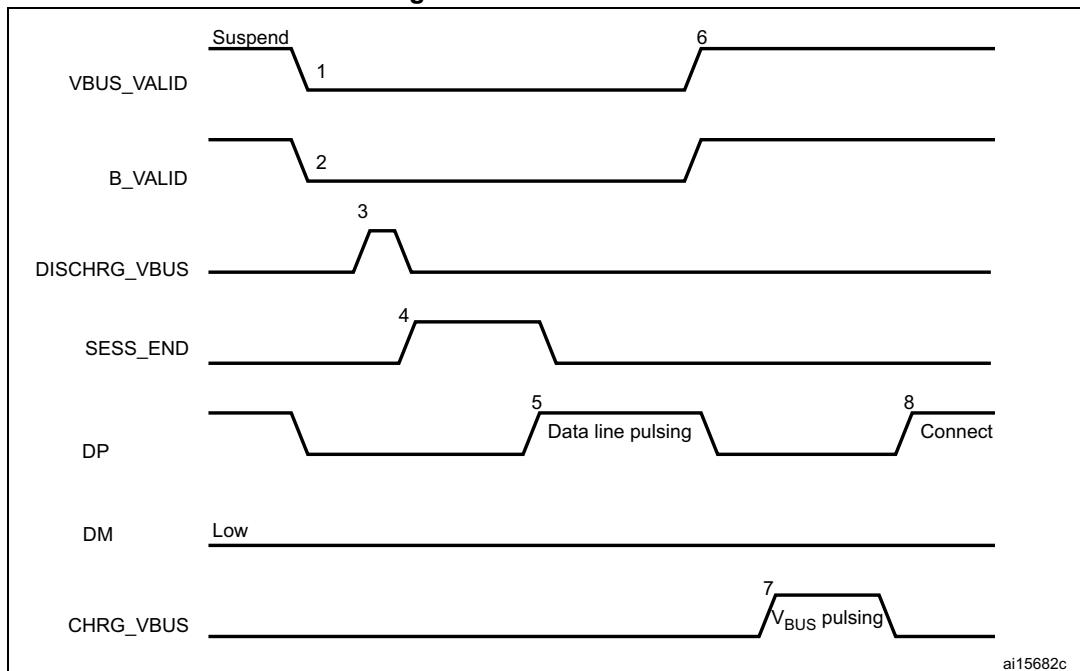 Suspend
6
VBUS_VALID
1
B_VALID
2
3
DISCHRG_VBUS
4
SESS_END
5
8
DP
Data line pulsing
Connect
DM
Low
7
CHRG_VBUS
VBUS pulsing
ai15682c